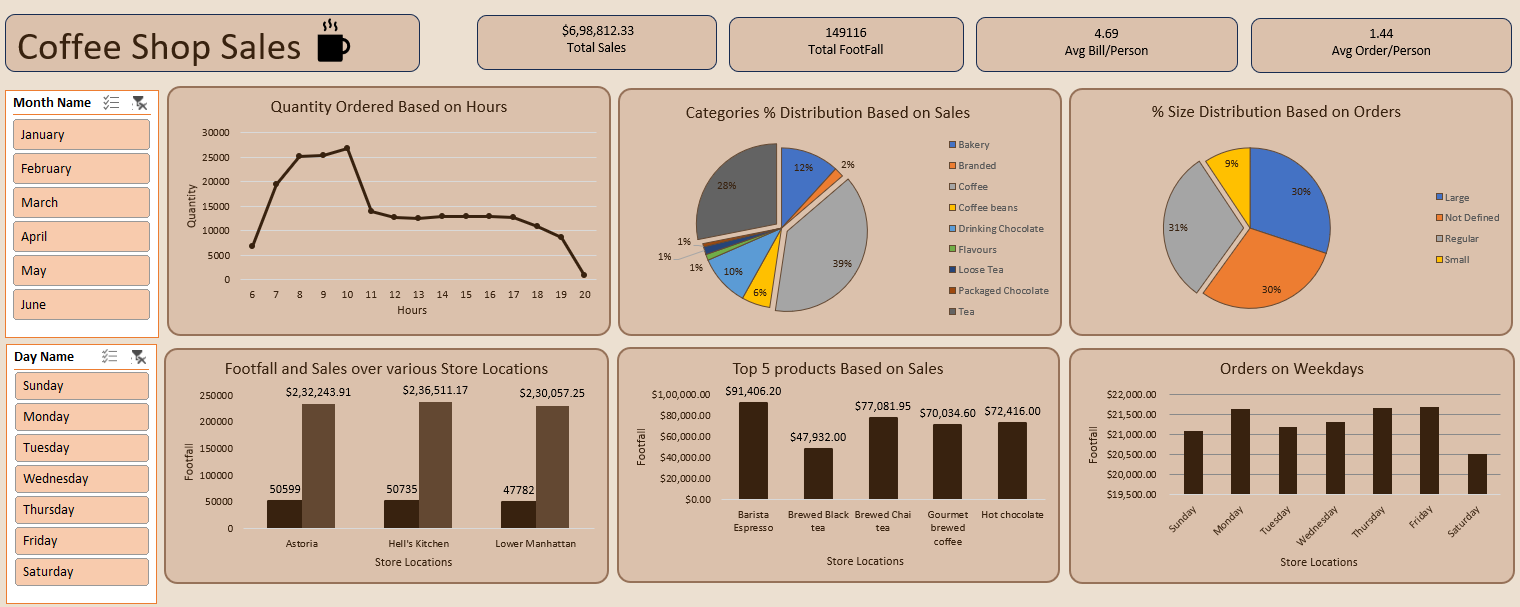 Coffee Shop Sales
$6,98,812.33
Total Sales
149116
Total FootFall
4.69
Avg Bill/Person
1.44
Avg Order/Person
Month Name
January
February
March
April
May
June
Day Name
Sunday
Monday
Tuesday
Wednesday
Thursday
Friday
Saturday
Quantity Ordered Based on Hours
Quantity
30000
25000
20000
15000
10000
5000
0
6 7 8 9 10 11 12 13 14 15 16 17 18 19 20
Hours
Categories % Distribution Based on Sales
12%
2%
39%
6%
10%
1%
1%
1%
28%
Bakery
Branded
Coffee
Coffee beans
Drinking Chocolate
Flavours
Loose Tea
Packaged Chocolate
Tea
% Size Distribution Based on Orders
30%
30%
31%
9%
Large
Not Defined
Regular
Small
Footfall and Sales over various Store Locations
Footfall
250000
200000
150000
100000
50000
0
50599
$2,32,243.91
50735
$2,36,511.17
47782
$2,30,057.25
Astoria
Hell's Kitchen
Lower Manhattan
Store Locations
Top 5 products Based on Sales
Footfall
$1,00,000.00
$80,000.00
$60,000.00
$40,000.00
$20,000.00
$0.00
$91,406.20
$47,932.00
$77,081.95
$70,034.60
$72,416.00
Barista
Espresso
Brewed Black
tea
Brewed Chai
tea
Gourmet
brewed
coffee
Hot chocolate
Store Locations
Orders on Weekdays
Footfall
$22,000.00
$21,500.00
$21,000.00
$20,500.00
$20,000.00
$19,500.00
Sunday
Monday
Tuesday
Wednesday
Thursday
Friday
Saturday
Store Locations